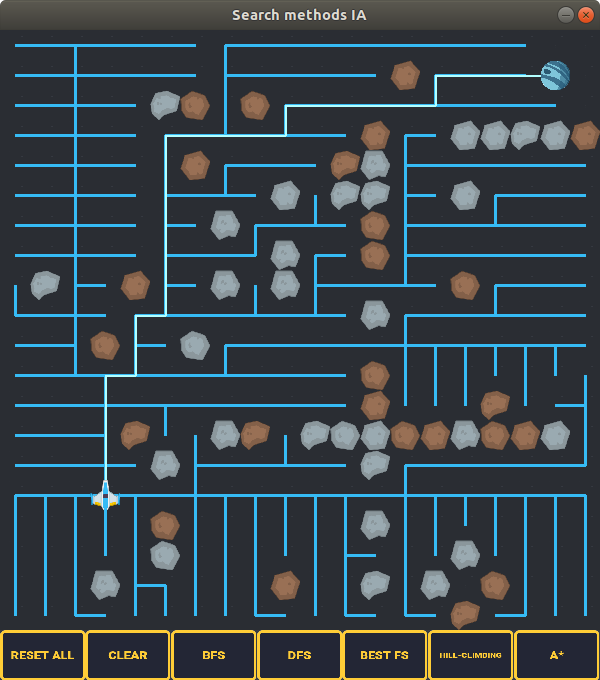 Search methods IA
RESET ALL
CLEAR
BFS
DFS
BEST FS
HILL-CLIMBING
A*